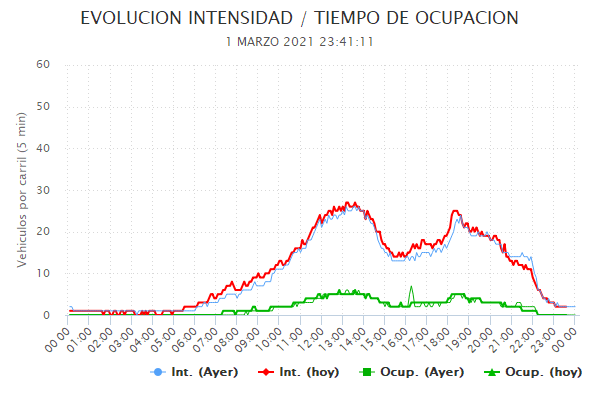 EVOLUCION INTENSIDAD / TIEMPO DE OCUPACION
1 MARZO 2021 23:41:11
Vehiculos por carril (5 min)
60
50
40
30
20
10
0
00:00 01:00 02:00 03:00 04:00 05:00 06:00 07:00 08:00 09:00 10:00 11:00 12:00 13:00 14:00 15:00 16:00 17:00 18:00 19:00 20:00 21:00 22:00 23:00 00:00
Int. (Ayer) Int. (hoy) Ocup. (Ayer) Ocup. (hoy)